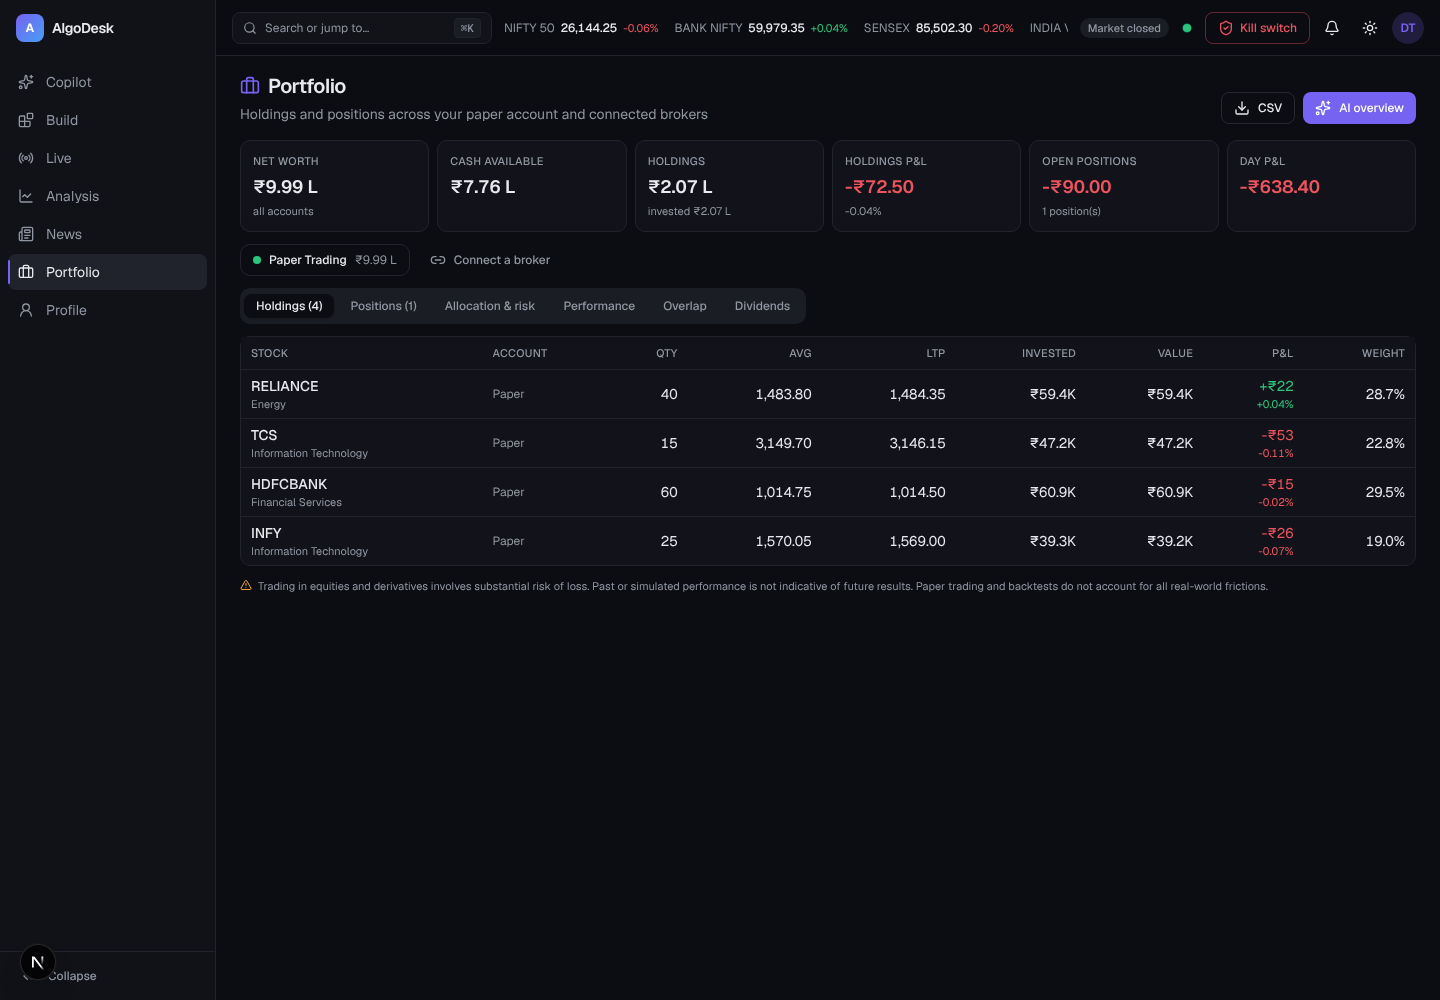 A AlgoDesk
Search or jump to... ⌘K
NIFTY 50 26,144.25 -0.06% BANK NIFTY 59,979.35 +0.04% SENSEX 85,502.30 -0.20% INDIA
Market closed
Kill switch
DT
Copilot
Build
Live
Analysis
News
Portfolio
Profile
Portfolio
Holdings and positions across your paper account and connected brokers
CSV
AI overview
NET WORTH
₹9.99 L
all accounts
CASH AVAILABLE
₹7.76 L
HOLDINGS
₹2.07 L
invested ₹2.07 L
HOLDINGS P&L
-₹72.50
-0.04%
OPEN POSITIONS
-₹90.00
1 position(s)
DAY P&L
-₹638.40
Paper Trading ₹9.99 L
Connect a broker
Holdings (4) Positions (1) Allocation & risk Performance Overlap Dividends
STOCK ACCOUNT QTY AVG LTP INVESTED VALUE P&L WEIGHT
RELIANCE Paper 40 1,483.80 1,484.35 ₹59.4K ₹59.4K +₹22 28.7%
Energy +0.04%
TCS Paper 15 3,149.70 3,146.15 ₹47.2K ₹47.2K -₹53 22.8%
Information Technology -0.11%
HDFCBANK Paper 60 1,014.75 1,014.50 ₹60.9K ₹60.9K -₹15 29.5%
Financial Services -0.02%
INFY Paper 25 1,570.05 1,569.00 ₹39.3K ₹39.2K -₹26 19.0%
Information Technology -0.07%
Trading in equities and derivatives involves substantial risk of loss. Past or simulated performance is not indicative of future results. Paper trading and backtests do not account for all real-world frictions.
N
Collapse